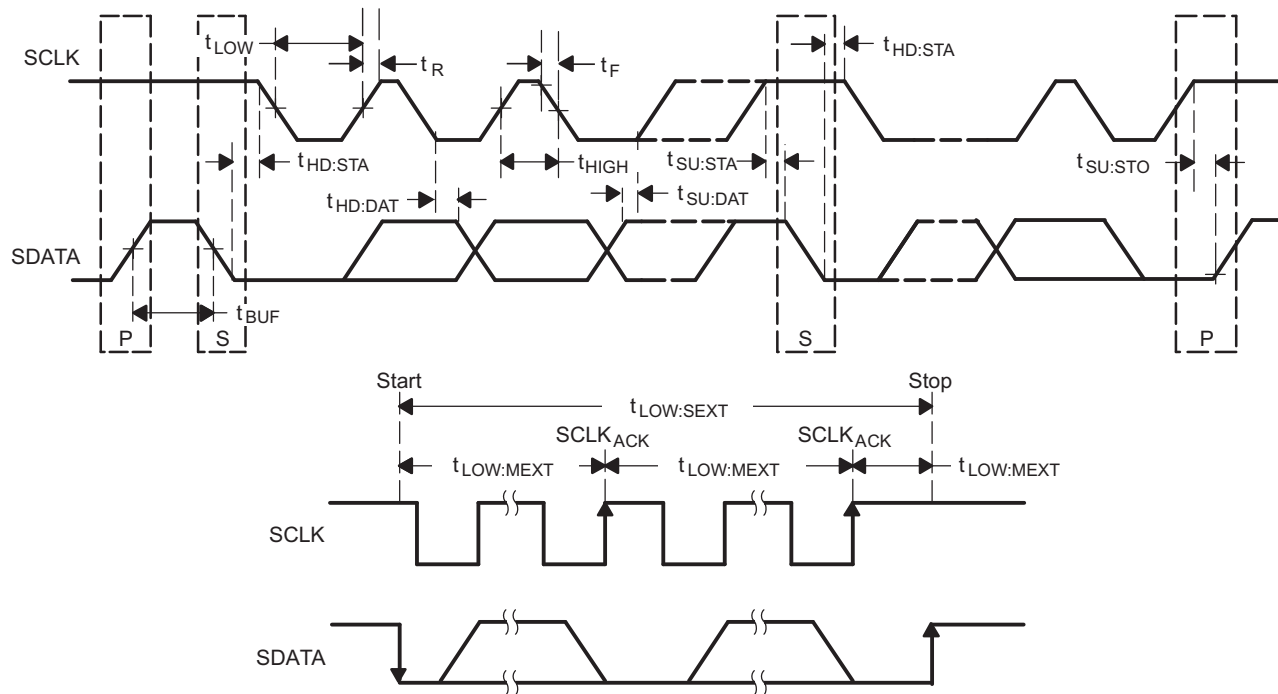 SCLK
tLOW
tR
tF
tHD:STA
tHD:STA
tHIGH
tSU:STA
tSU:STO
tHD:DAT
tSU:DAT
SDATA
tBUF
P
S
S
P
Start
Stop
tLOW:SEXT
SCLKACK
SCLKACK
tLOW:MEXT
tLOW:MEXT
tLOW:MEXT
SCLK
SDATA